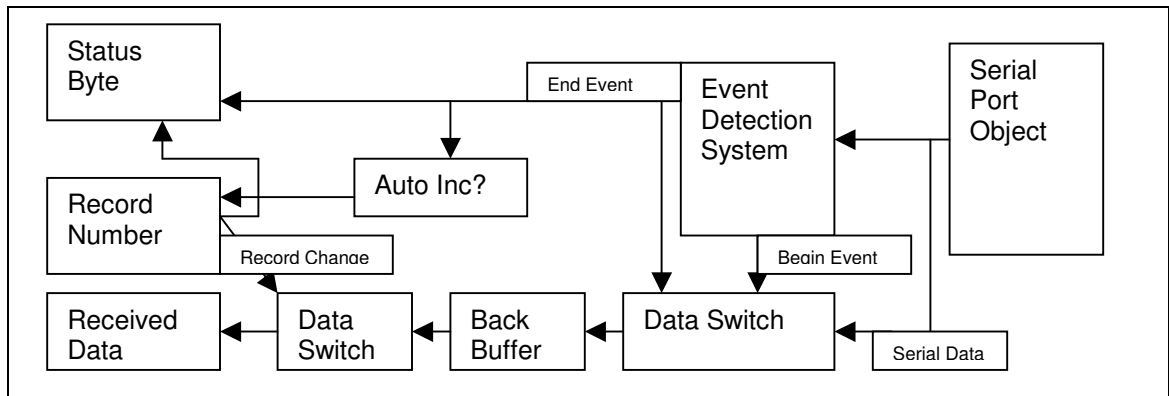 Status
Byte
End Event
Event
Detection
System
Serial
Port
Object
Auto Inc?
Record
Number
Record Change
Begin Event
Received
Data
Data
Switch
Back
Buffer
Data Switch
Serial Data